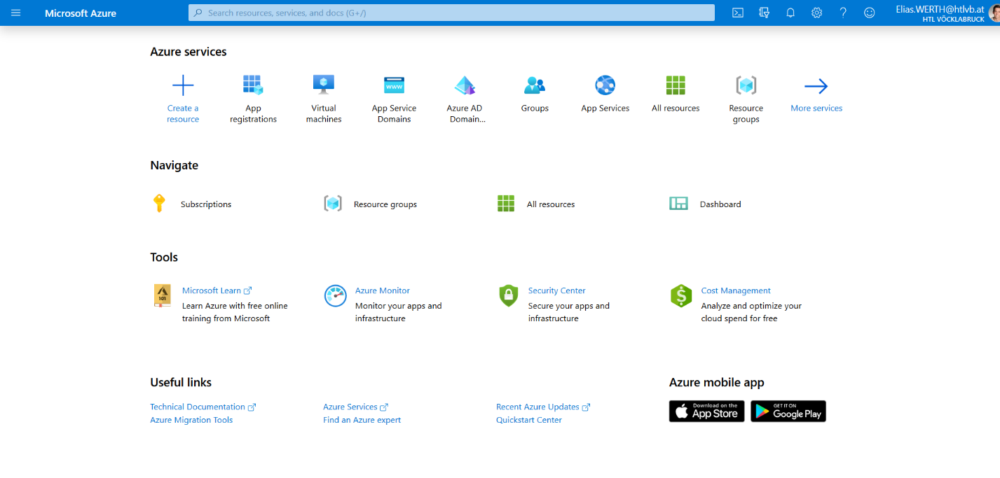 Microsoft Azure
Search resources, services, and docs (G+/)
Elias.WERTH@htlvb.at
HTL VÖCKLABRUCK
Azure services
Create a
resource
App
registrations
Virtual
machines
WWW
App Service
Domains
Azure AD
Domain...
Groups
App Services
All resources
Resource
groups
More services
Navigate
Subscriptions
Resource groups
All resources
Dashboard
Tools
101
Microsoft Learn
Learn Azure with free online
training from Microsoft
Azure Monitor
Monitor your apps and
infrastructure
Security Center
Secure your apps and
infrastructure
$
Cost Management
Analyze and optimize your
cloud spend for free
Useful links
Technical Documentation
Azure Migration Tools
Azure Services
Find an Azure expert
Recent Azure Updates
Quickstart Center
Azure mobile app
Download on the
App Store
GET IT ON
Google Play